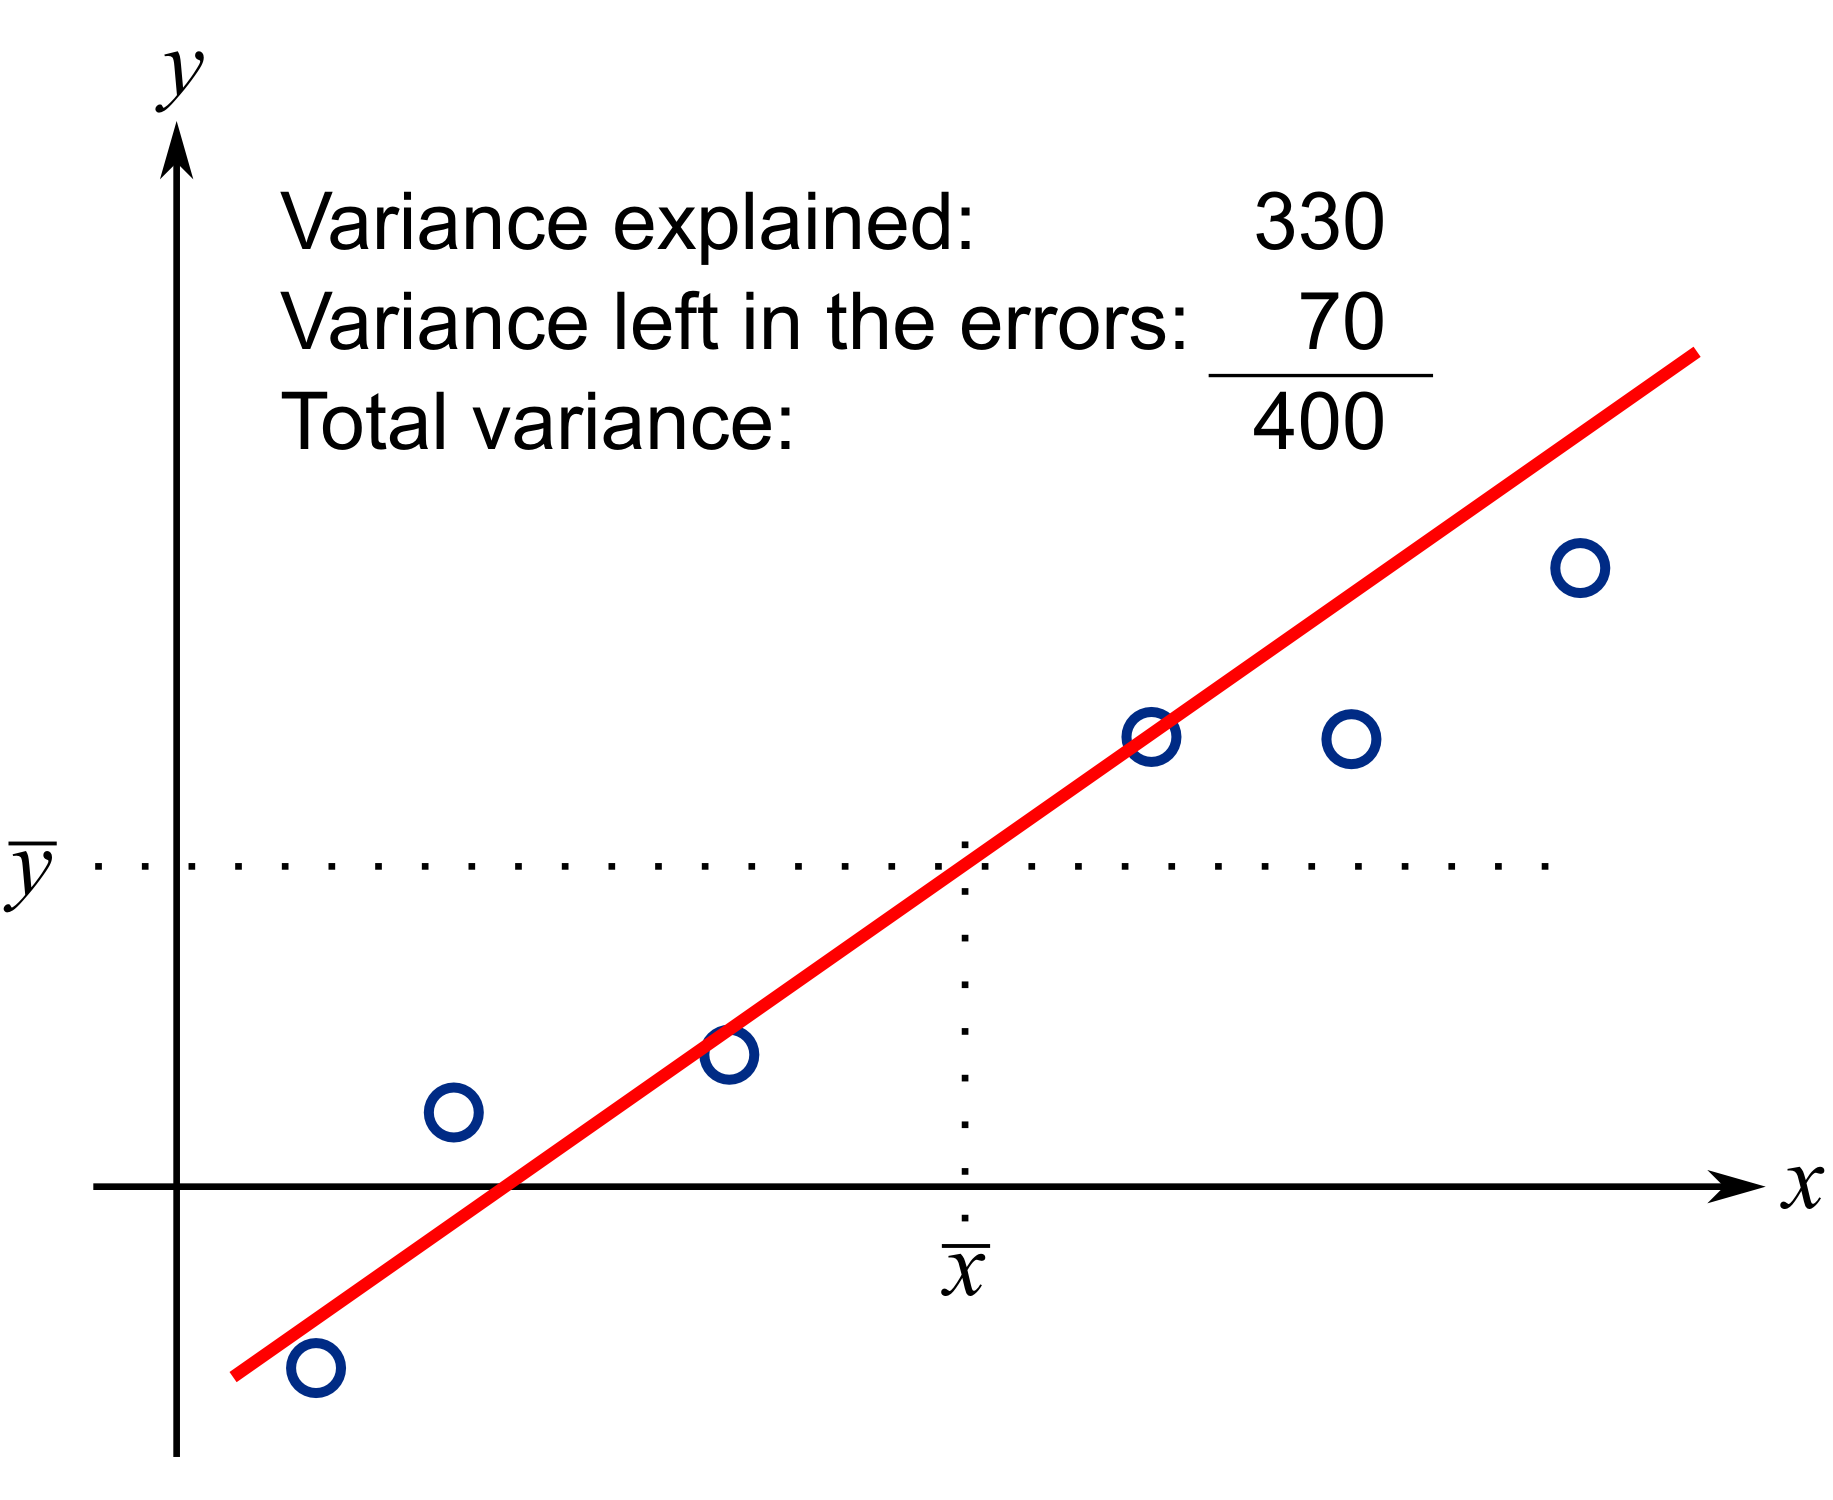 y
Variance explained: 330
Variance left in the errors: 70
Total variance: 400
y̅
x
x̅